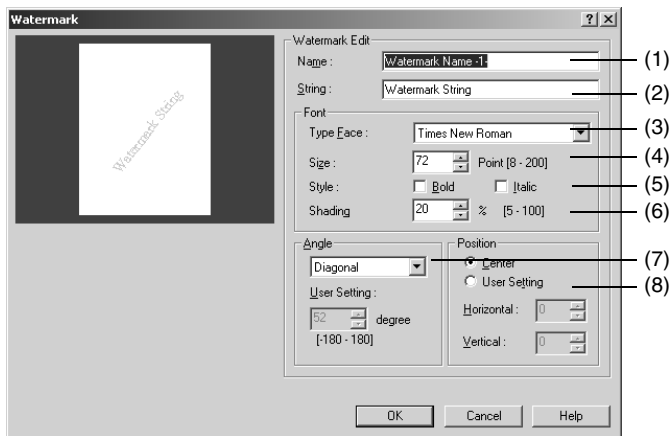 Watermark
Watermark String
Watermark Edit
Name :
Watermark Name -1-
(1)
String :
Watermark String
(2)
Font
Type Face :
Times New Roman
(3)
Size :
72
Point [8 - 200]
(4)
Style :
Bold
Italic
(5)
Shading
20
% [5 - 100]
(6)
Angle
Diagonal
(7)
User Setting :
52
degree
[-180 - 180]
Position
Center
User Setting
(8)
Horizontal :
0
Vertical :
0
OK
Cancel
Help